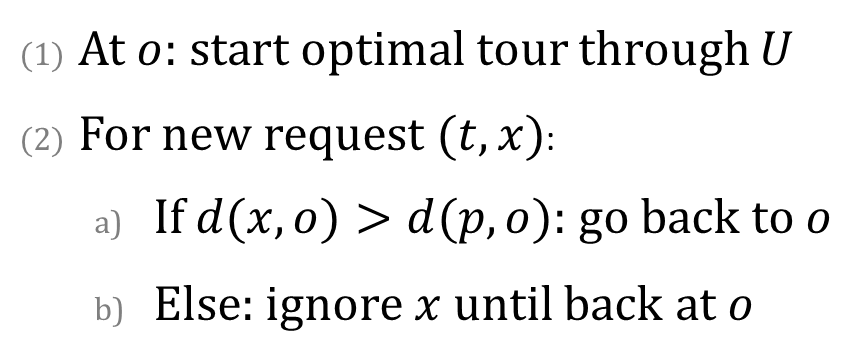 (1) At o: start optimal tour through U
(2) For new request (t, x):
a) If d(x, o) > d(p, o): go back to o
b) Else: ignore x until back at o